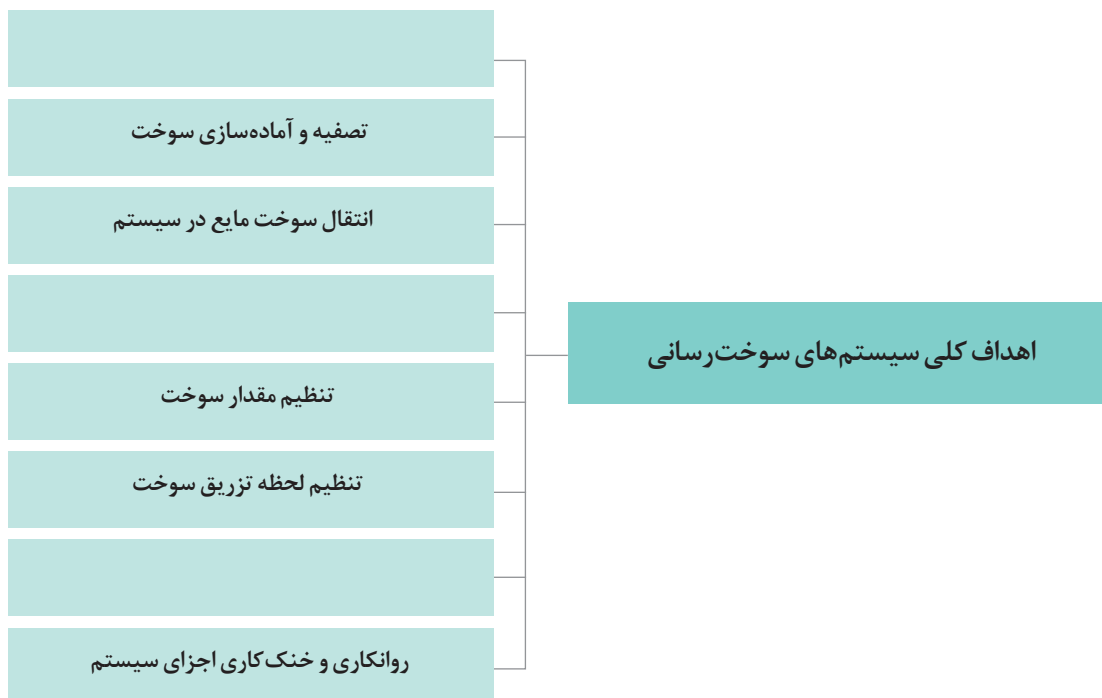 اهداف کلی سیستم‌های سوخت‌رسانی
تصفیه و آماده‌سازی سوخت
انتقال سوخت مایع در سیستم
تنظیم مقدار سوخت
تنظیم لحظه تزریق سوخت
روانکاری و خنک‌کاری اجزای سیستم